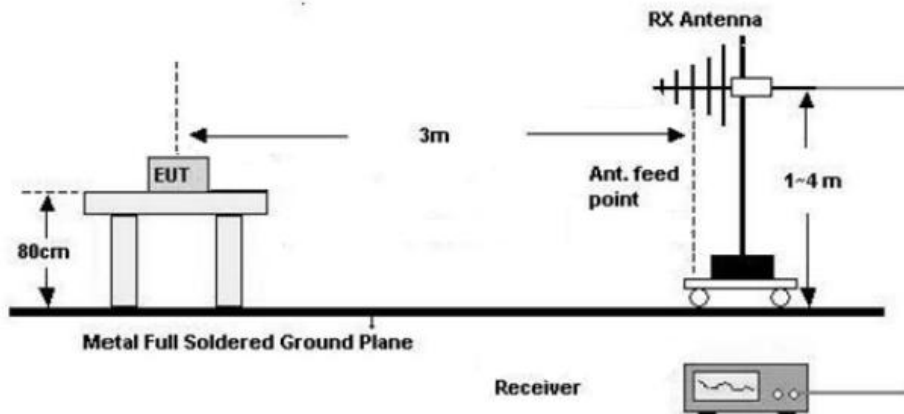 RX Antenna
3m
EUT
Ant. feed
point
1~4 m
80cm
Metal Full Soldered Ground Plane
Receiver